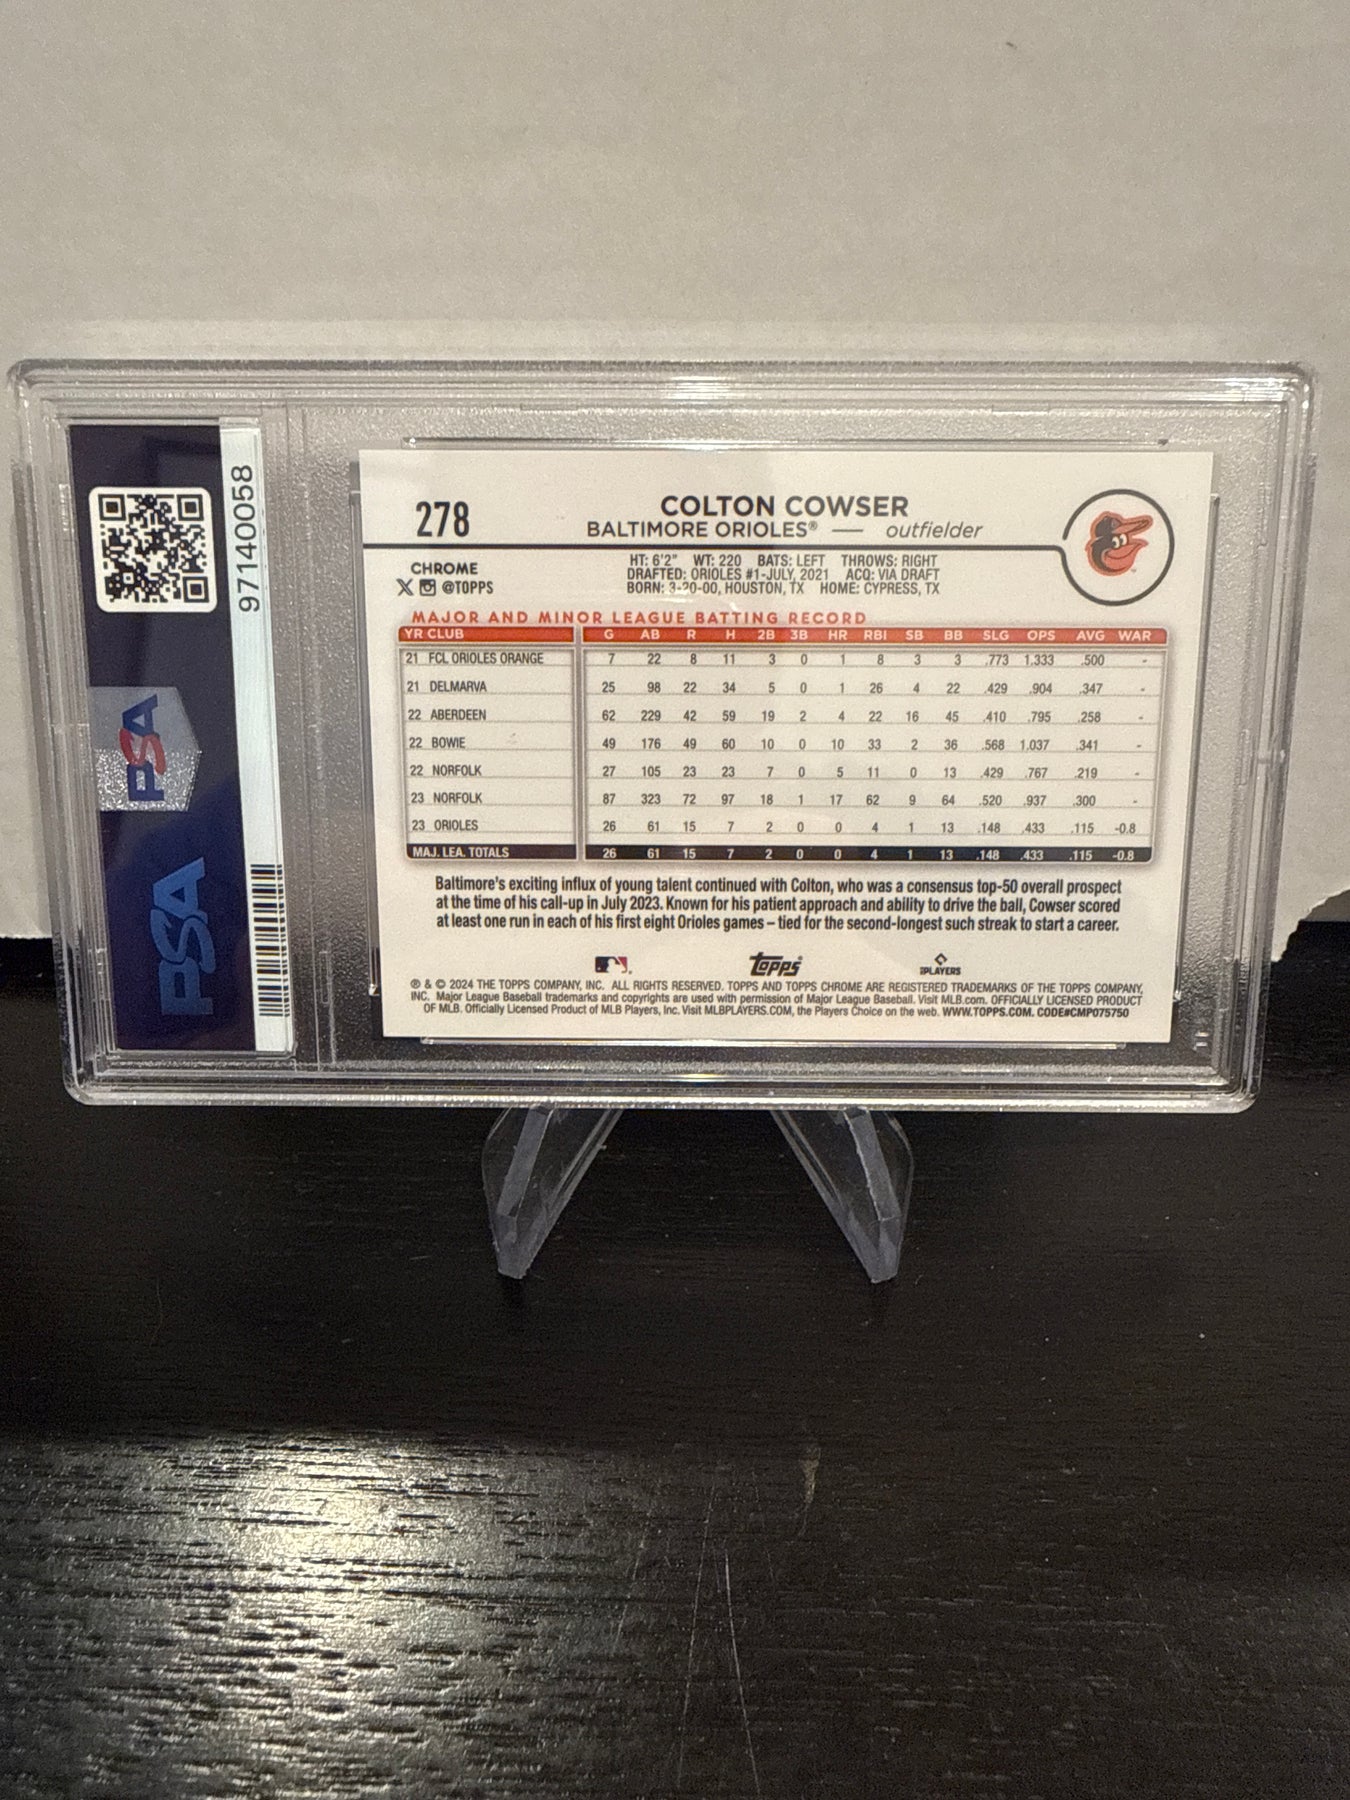 97140058
PSA
PSA
278
COLTON COWSER
BALTIMORE ORIOLES® — outfielder
CHROME
@TOPPS
HT: 6'2" WT: 220 BATS: LEFT THROWS: RIGHT
DRAFTED: ORIOLES #1-JULY, 2021 ACQ: VIA DRAFT
BORN: 3-20-00, HOUSTON, TX HOME: CYPRESS, TX
MAJOR AND MINOR LEAGUE BATTING RECORD
YR CLUB G AB R H 2B 3B HR RBI SB BB SLG OPS AVG WAR
21 FCL ORIOLES ORANGE 7 22 8 11 3 0 1 8 3 3 .773 1.333 .500 -
21 DELMARVA 25 98 22 34 5 0 1 26 4 22 .429 .904 .347 -
22 ABERDEEN 62 229 42 59 19 2 4 22 16 45 .410 .795 .258 -
22 BOWIE 49 176 49 60 10 0 10 33 2 36 .568 1.037 .341 -
22 NORFOLK 27 105 23 23 7 0 5 11 0 13 .429 .767 .219 -
23 NORFOLK 87 323 72 97 18 1 17 62 9 64 .520 .937 .300 -
23 ORIOLES 26 61 15 7 2 0 0 4 1 13 .148 .433 .115 -0.8
MAJ. LEA. TOTALS 26 61 15 7 2 0 0 4 1 13 .148 .433 .115 -0.8
Baltimore's exciting influx of young talent continued with Colton, who was a consensus top-50 overall prospect
at the time of his call-up in July 2023. Known for his patient approach and ability to drive the ball, Cowser scored
at least one run in each of his first eight Orioles games – tied for the second-longest such streak to start a career.
Topps
PLAYERS
® & © 2024 THE TOPPS COMPANY, INC. ALL RIGHTS RESERVED. TOPPS AND TOPPS CHROME ARE REGISTERED TRADEMARKS OF THE TOPPS COMPANY,
INC. Major League Baseball trademarks and copyrights are used with permission of Major League Baseball. Visit MLB.com. OFFICIALLY LICENSED PRODUCT
OF MLB. Officially Licensed Product of MLB Players, Inc. Visit MLBPLAYERS.COM, the Players Choice on the web. WWW.TOPPS.COM. CODE#CMP075750